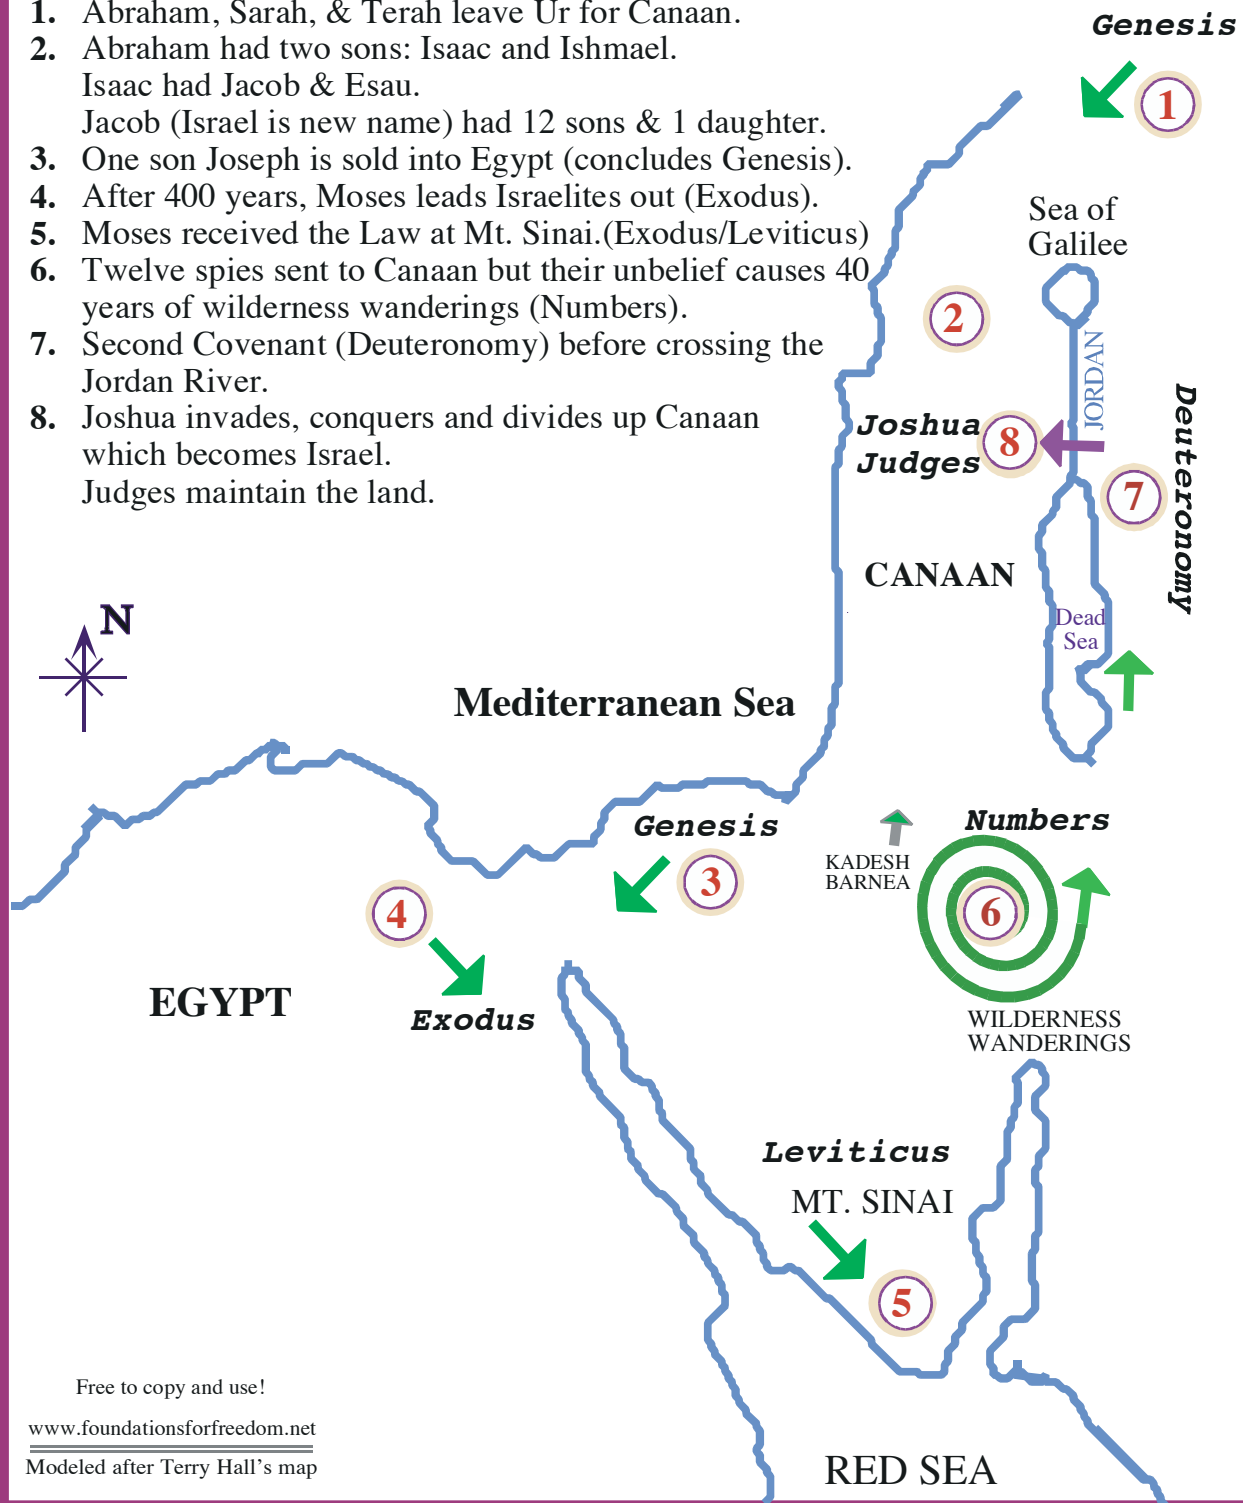 1. Abraham, Sarah, & Terah leave Ur for Canaan.
2. Abraham had two sons: Isaac and Ishmael.
Isaac had Jacob & Esau.
Jacob (Israel is new name) had 12 sons & 1 daughter.
3. One son Joseph is sold into Egypt (concludes Genesis).
4. After 400 years, Moses leads Israelites out (Exodus).
5. Moses received the Law at Mt. Sinai.(Exodus/Leviticus)
6. Twelve spies sent to Canaan but their unbelief causes 40
years of wilderness wanderings (Numbers).
7. Second Covenant (Deuteronomy) before crossing the
Jordan River.
8. Joshua invades, conquers and divides up Canaan
which becomes Israel.
Judges maintain the land.
Genesis
1
Sea of
Galilee
2
JORDAN
Joshua
Judges
8
7
Deuteronomy
CANAAN
Dead
Sea
N
Mediterranean Sea
Genesis
3
KADESH
BARNEA
Numbers
6
WILDERNESS
WANDERINGS
4
EGYPT
Exodus
Leviticus
MT. SINAI
5
RED SEA
Free to copy and use!
www.foundationsforfreedom.net
Modeled after Terry Hall's map